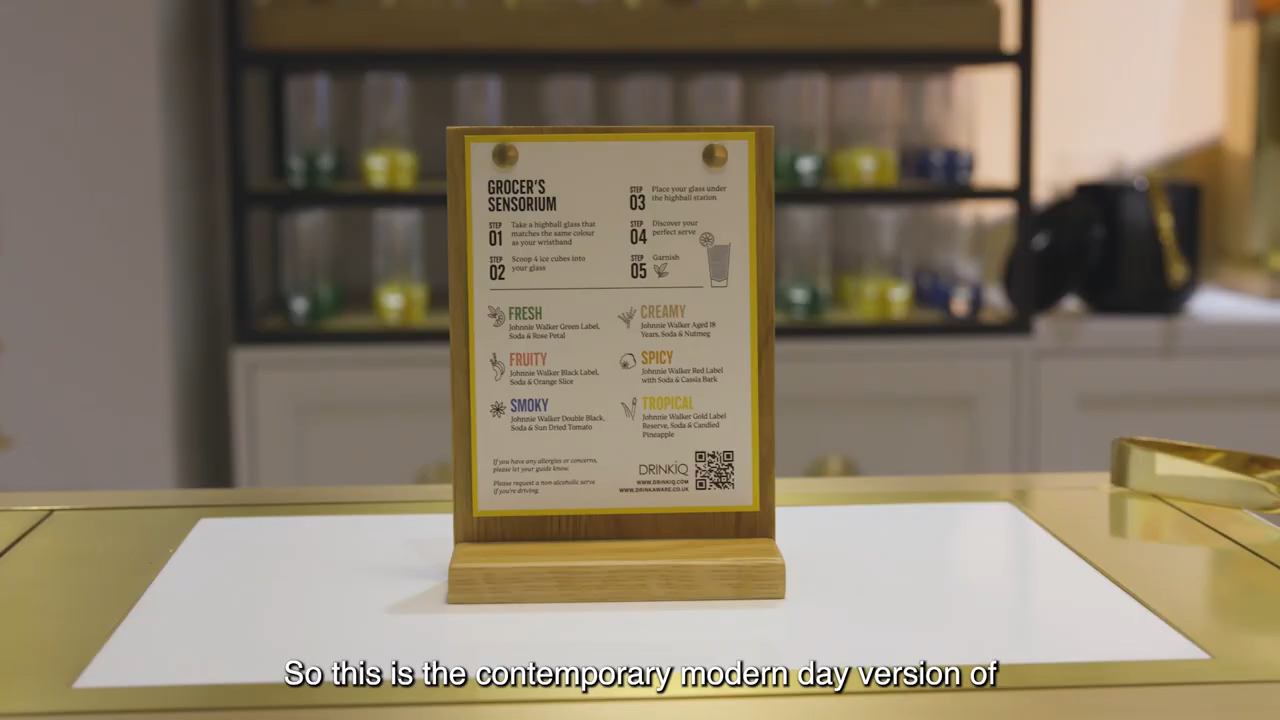 GROCER'S
SENSORIUM
STEP
01
Take a highball glass that
matches the same colour
as your wristband
STEP
02
Scoop 4 ice cubes into
your glass
STEP
03
Place your glass under
the highball station
STEP
04
Discover your
perfect serve
STEP
05
Garnish
FRESH
Johnnie Walker Green Label,
Soda & Rose Petal
FRUITY
Johnnie Walker Black Label,
Soda & Orange Slice
SMOKY
Johnnie Walker Double Black,
Soda & Sun Dried Tomato
CREAMY
Johnnie Walker Aged 18
Years, Soda & Nutmeg
SPICY
Johnnie Walker Red Label
with Soda & Cassia Bark
TROPICAL
Johnnie Walker Gold Label
Reserve, Soda & Candied
Pineapple
If you have any allergies or concerns,
please let your guide know.
Please request a non-alcoholic serve
if you're driving.
DRINKiQ
WWW.DRINKIQ.COM
WWW.DRINKAWARE.CO.UK
So this is the contemporary modern day version of